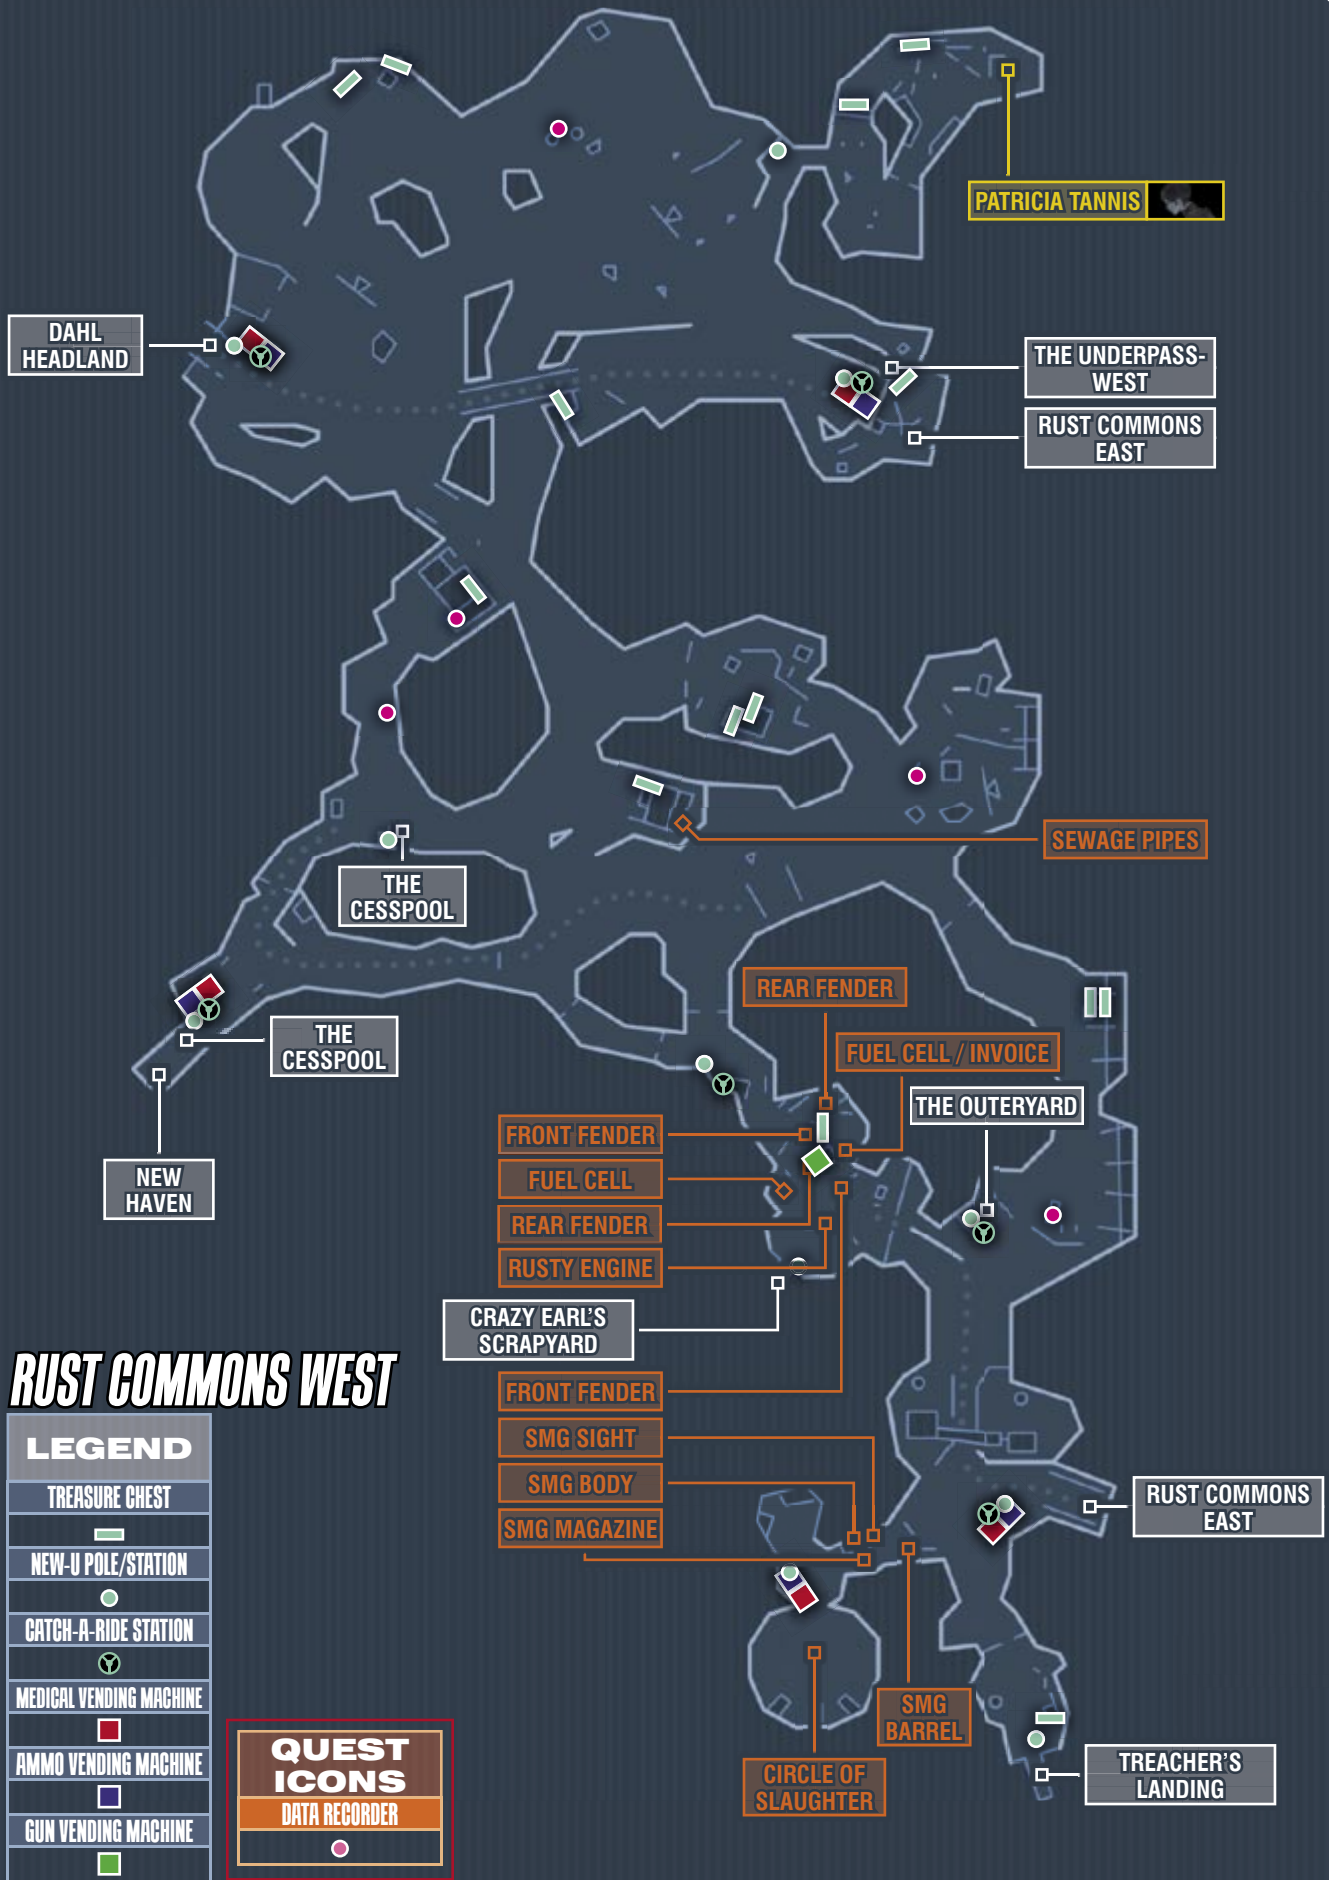 PATRICIA TANNIS
DAHL
HEADLAND
THE UNDERPASS-
WEST
RUST COMMONS
EAST
SEWAGE PIPES
THE
CESSPOOL
REAR FENDER
FUEL CELL / INVOICE
THE
CESSPOOL
THE OUTERYARD
FRONT FENDER
FUEL CELL
NEW
HAVEN
REAR FENDER
RUSTY ENGINE
CRAZY EARL'S
SCRAPYARD
RUST COMMONS WEST
FRONT FENDER
SMG SIGHT
SMG BODY
SMG MAGAZINE
RUST COMMONS
EAST
SMG
BARREL
CIRCLE OF
SLAUGHTER
TREACHER'S
LANDING
LEGEND
TREASURE CHEST
NEW-U POLE/STATION
CATCH-A-RIDE STATION
MEDICAL VENDING MACHINE
AMMO VENDING MACHINE
GUN VENDING MACHINE
QUEST
ICONS
DATA RECORDER